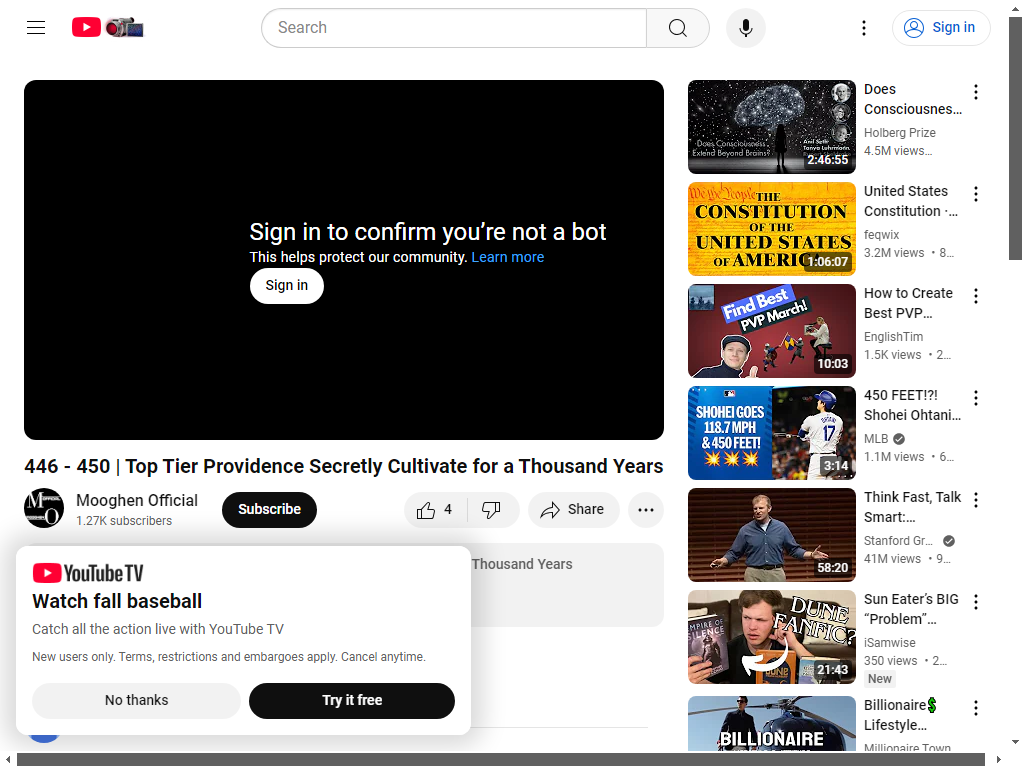 Search
Sign in
Sign in to confirm you're not a bot
This helps protect our community. Learn more
Sign in
446 - 450 | Top Tier Providence Secretly Cultivate for a Thousand Years
Mooghen Official
1.27K subscribers
Subscribe
4
Share
Thousand Years
YouTube TV
Watch fall baseball
Catch all the action live with YouTube TV
New users only. Terms, restrictions and embargoes apply. Cancel anytime.
No thanks
Try it free
Does Consciousness
Extend Beyond Brains?
Anil Seth
Tanya Luhrmann
2:46:55
Does
Consciousnes...
Holberg Prize
4.5M views...
We the People
THE
CONSTITUTION
OF THE
UNITED STATES
OF AMERICA
1:06:07
United States
Constitution ·...
feqwix
3.2M views • 8...
Find Best
PVP March!
10:03
How to Create
Best PVP...
EnglishTim
1.5K views • 2...
SHOHEI GOES
118.7 MPH
& 450 FEET!
17
3:14
450 FEET!?!
Shohei Ohtani...
MLB
1.1M views • 6...
58:20
Think Fast, Talk
Smart:...
Stanford Gr...
41M views • 9...
EMPIRE OF
SILENCE
DUNE
FANFIC?
DUNE
21:43
Sun Eater's BIG
“Problem”...
iSamwise
350 views • 2...
New
BILLIONAIRE
Billionaire💲
Lifestyle...
Millionaire Town